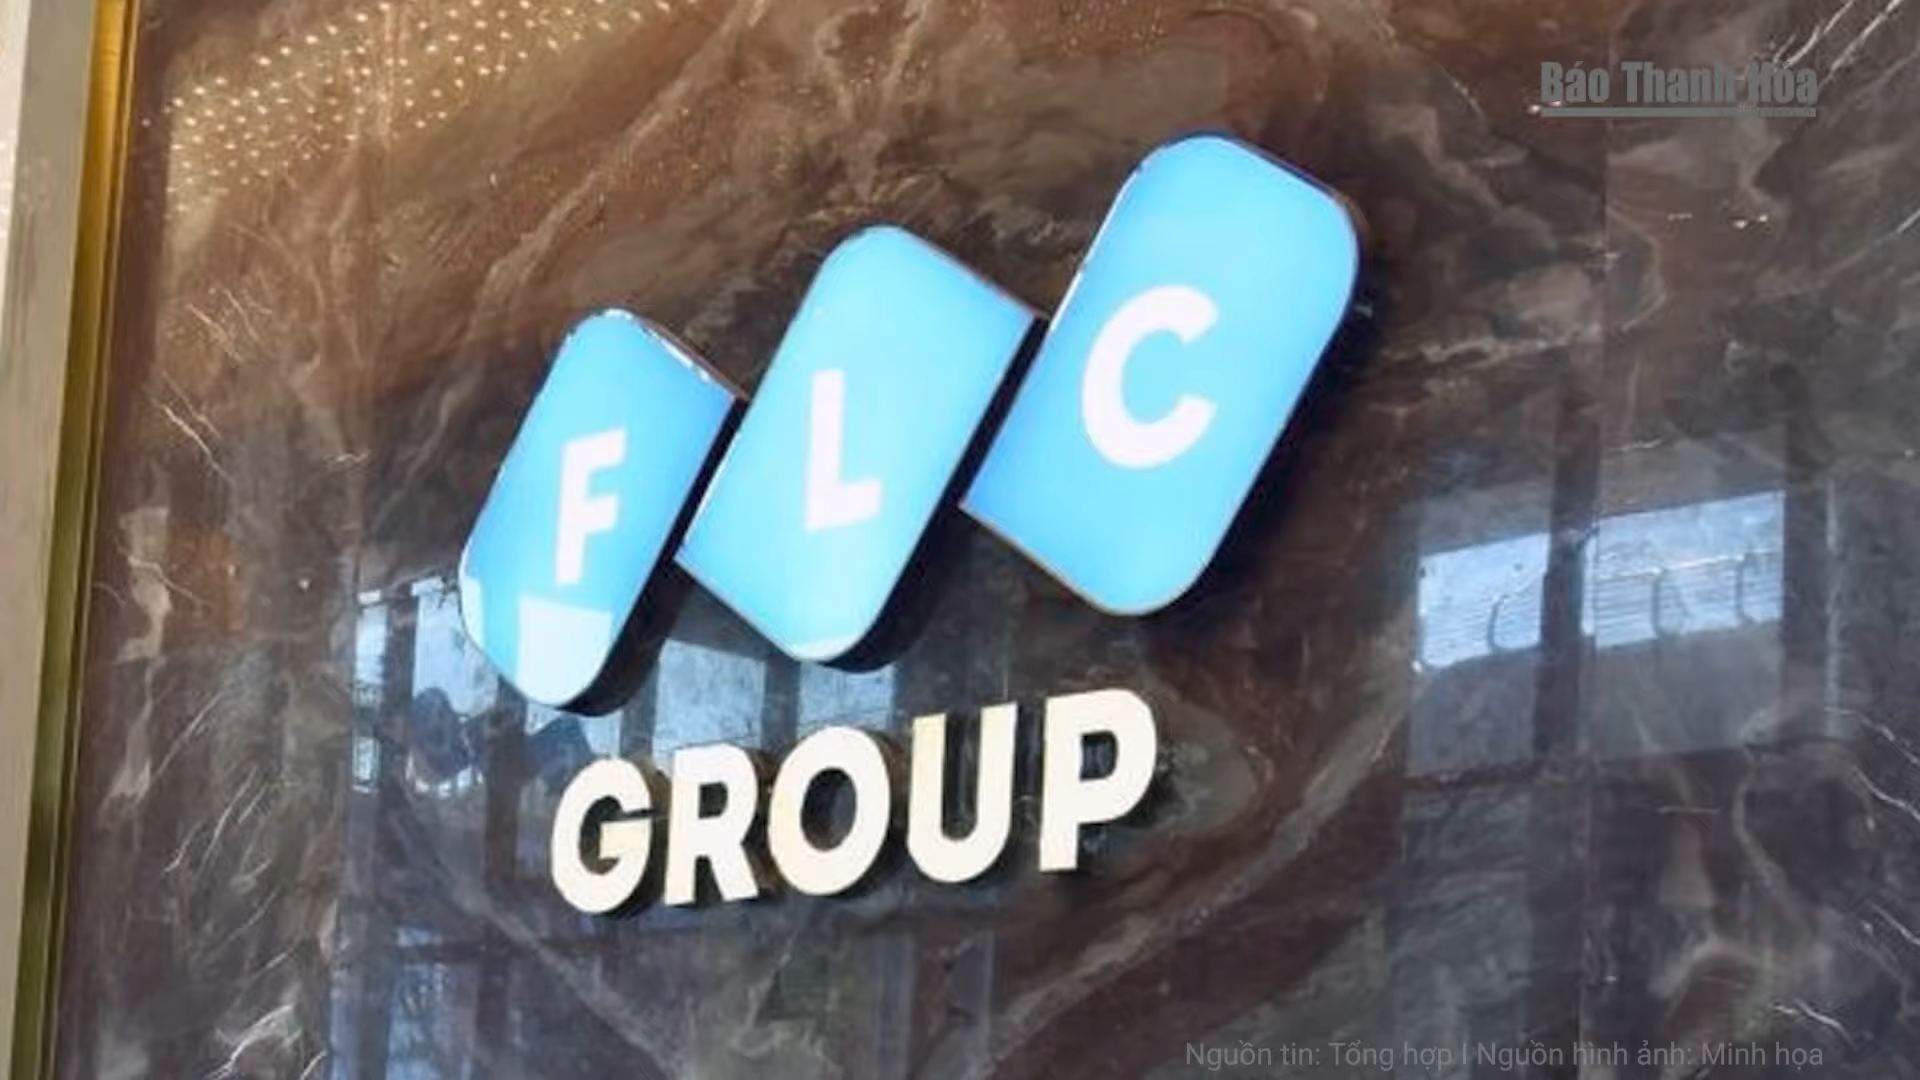 Báo Thanh Hóa
F L C
GROUP
Nguồn tin: Tổng hợp | Nguồn hình ảnh: Minh họa